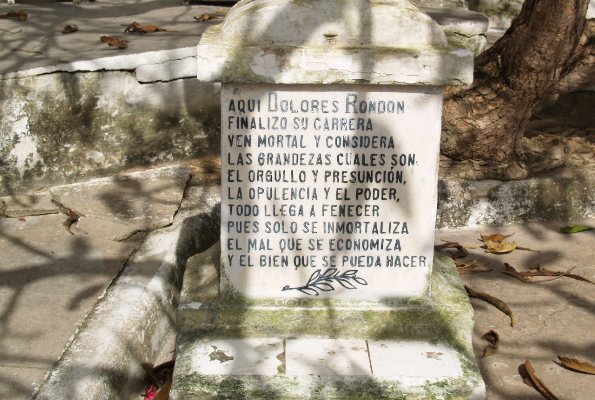 AQUI DOLORES RONDON
FINALIZO SU CARRERA
VEN MORTAL Y CONSIDERA
LAS GRANDEZAS CUALES SON:
EL ORGULLO Y PRESUNCIÓN,
LA OPULENCIA Y EL PODER,
TODO LLEGA A FENECER
PUES SOLO SE INMORTALIZA
EL MAL QUE SE ECONOMIZA
Y EL BIEN QUE SE PUEDA HACER.